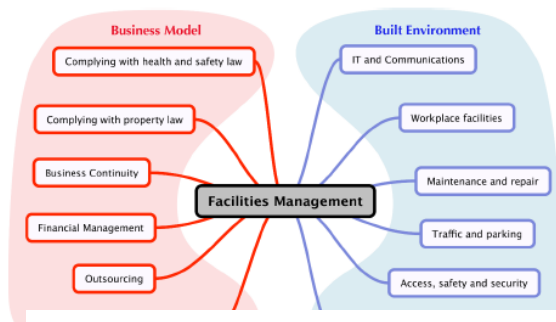 Business Model
Built Environment
Complying with health and safety law
IT and Communications
Complying with property law
Workplace facilities
Business Continuity
Maintenance and repair
Facilities Management
Financial Management
Traffic and parking
Outsourcing
Access, safety and security